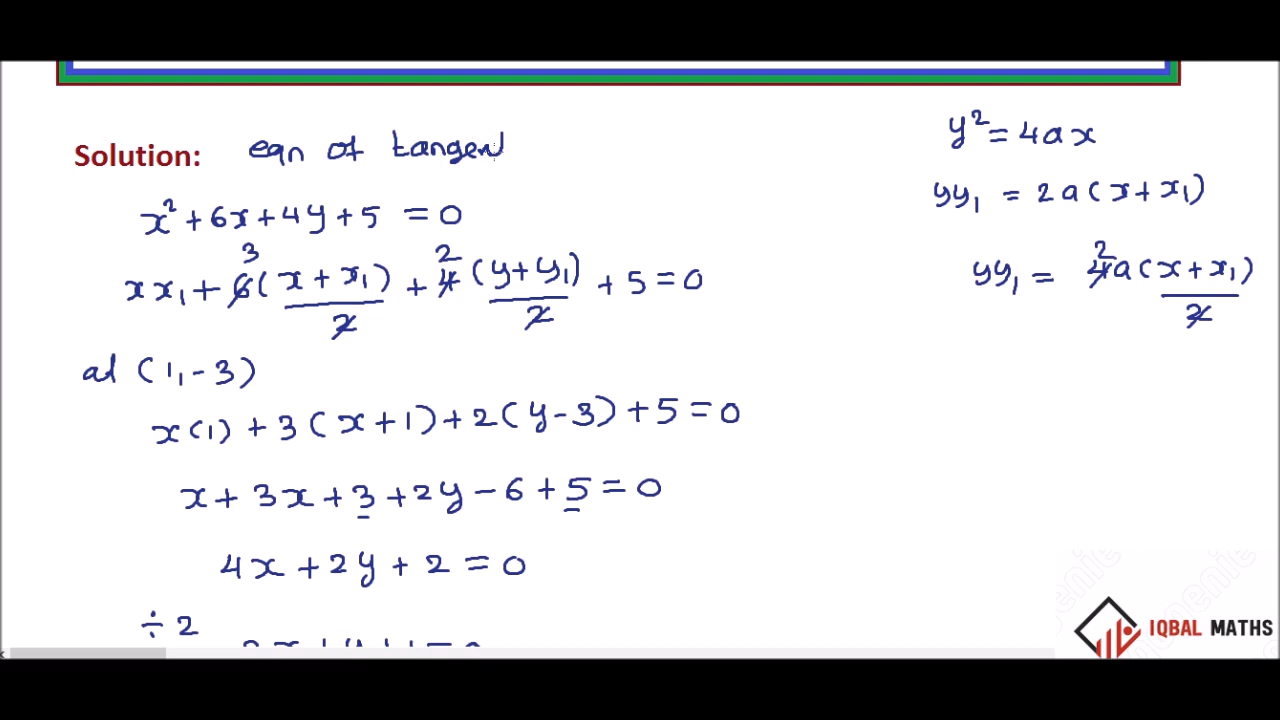 Solution: eqn of tangen
x² + 6x + 4y + 5 = 0
xx₁ + 6 3 (x + x₁)/2 + 4 2 (y + y₁)/2 + 5 = 0
at (1, -3)
x(1) + 3(x + 1) + 2(y - 3) + 5 = 0
x + 3x + 3 + 2y - 6 + 5 = 0
4x + 2y + 2 = 0
÷ 2
y² = 4ax
yy₁ = 2a(x + x₁)
yy₁ = 4 2 a(x + x₁)/2
IQBAL MATHS